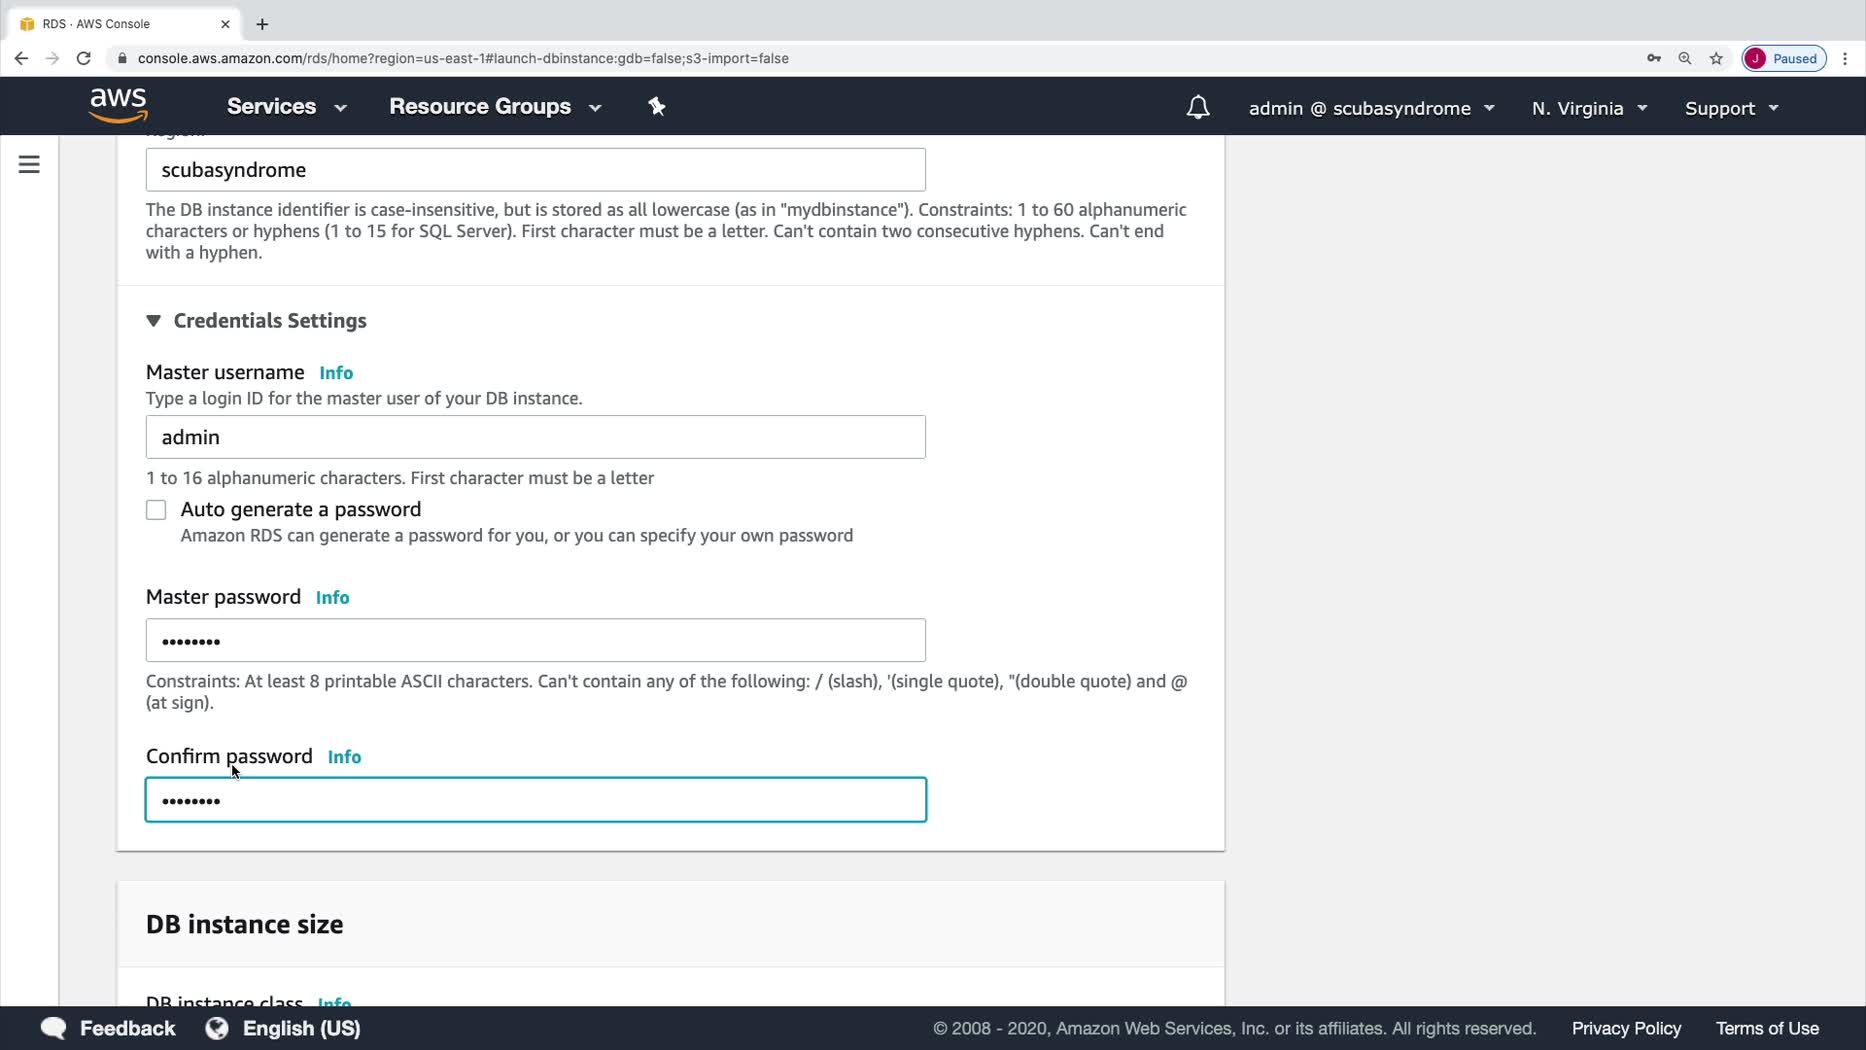 RDS · AWS Console
console.aws.amazon.com/rds/home?region=us-east-1#launch-dbinstance:gdb=false;s3-import=false
J Paused
aws Services Resource Groups admin @ scubasyndrome N. Virginia Support
Region.
scubasyndrome
The DB instance identifier is case-insensitive, but is stored as all lowercase (as in "mydbinstance"). Constraints: 1 to 60 alphanumeric
characters or hyphens (1 to 15 for SQL Server). First character must be a letter. Can't contain two consecutive hyphens. Can't end
with a hyphen.
Credentials Settings
Master username Info
Type a login ID for the master user of your DB instance.
admin
1 to 16 alphanumeric characters. First character must be a letter
Auto generate a password
Amazon RDS can generate a password for you, or you can specify your own password
Master password Info
••••••••
Constraints: At least 8 printable ASCII characters. Can't contain any of the following: / (slash), '(single quote), "(double quote) and @
(at sign).
Confirm password Info
••••••••
DB instance size
DB instance class Info
Feedback English (US) © 2008 - 2020, Amazon Web Services, Inc. or its affiliates. All rights reserved. Privacy Policy Terms of Use